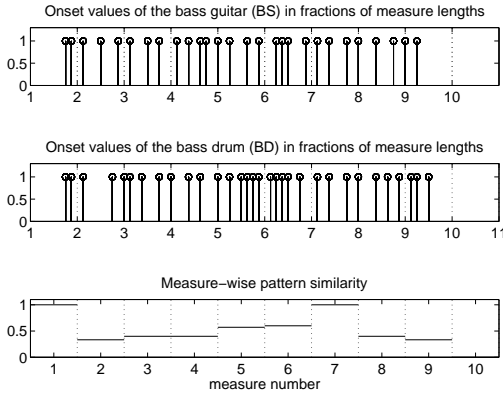 Onset values of the bass guitar (BS) in fractions of measure lengths
1
0.5
0
1 2 3 4 5 6 7 8 9 10
Onset values of the bass drum (BD) in fractions of measure lengths
1
0.5
0
1 2 3 4 5 6 7 8 9 10 11
Measure-wise pattern similarity
1
0.5
0
1 2 3 4 5 6 7 8 9 10
measure number